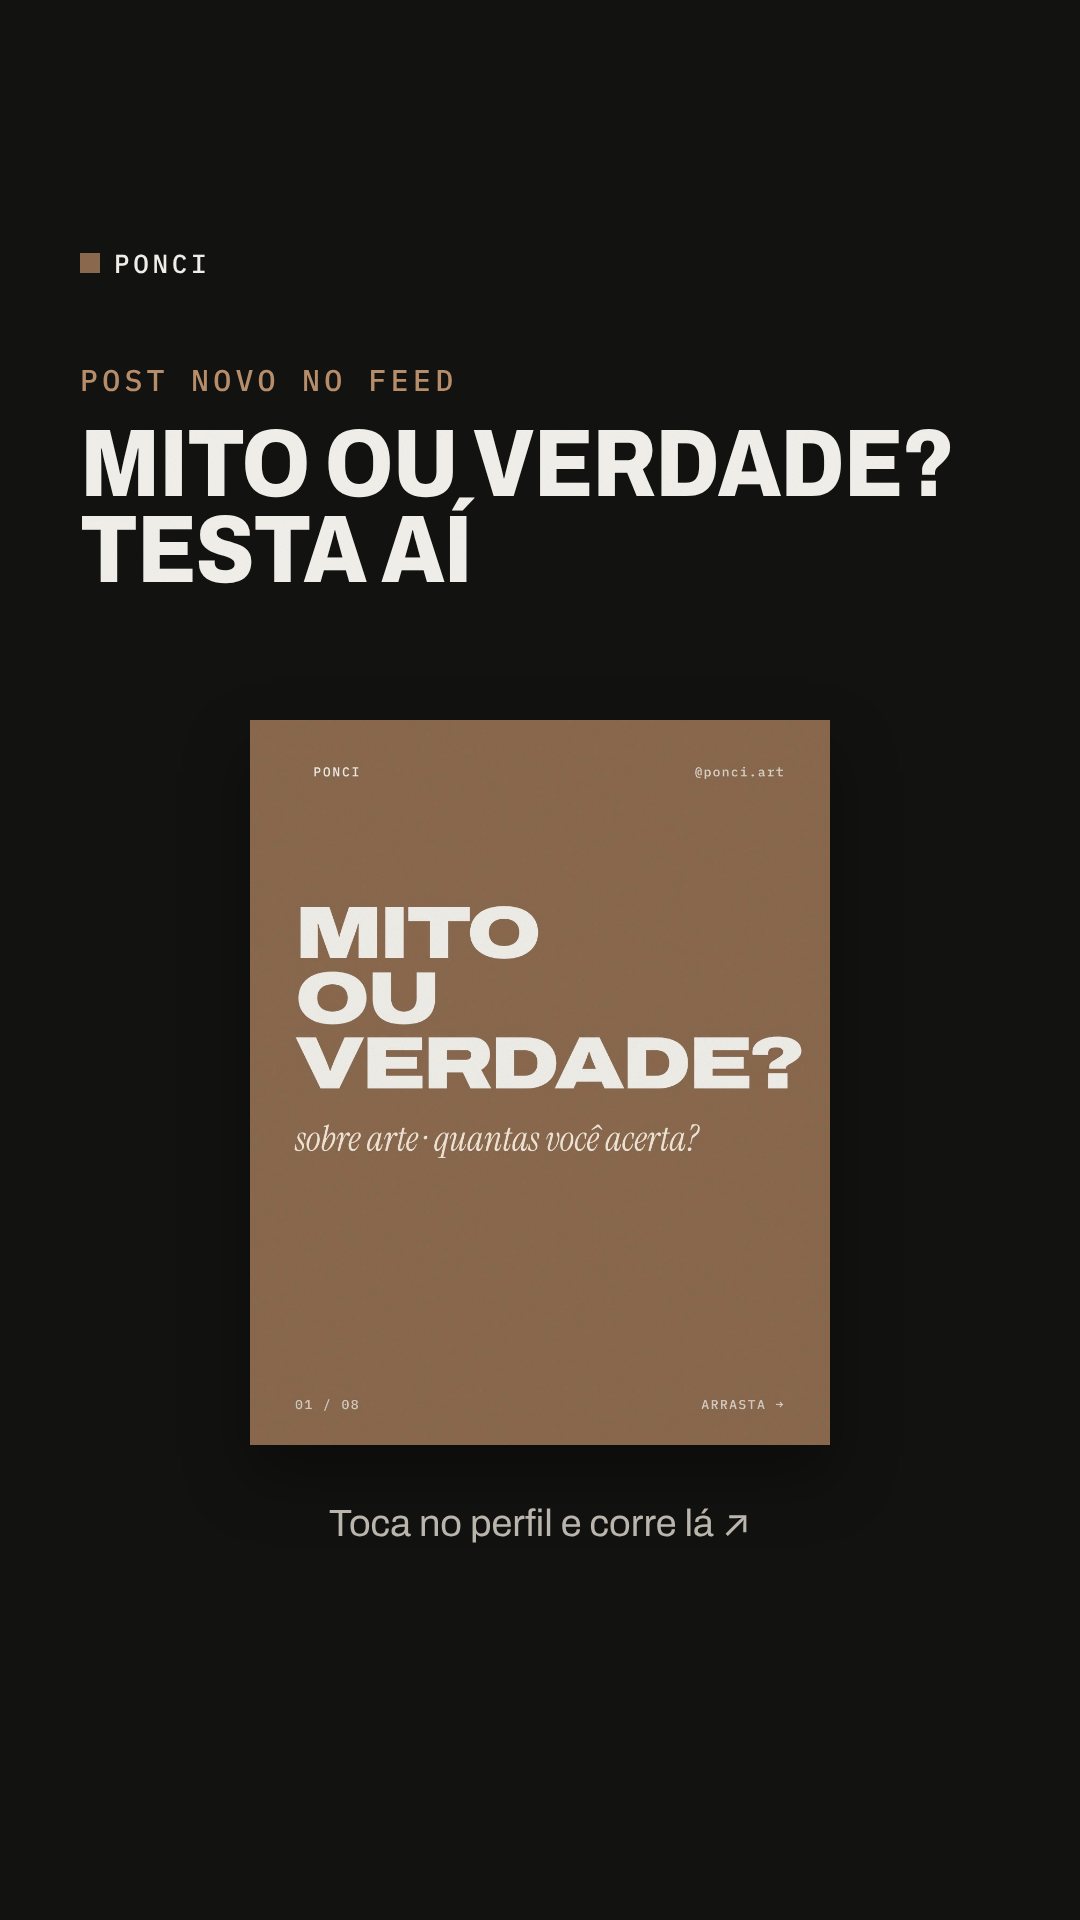 PONCI
POST NOVO NO FEED
MITO OU VERDADE?
TESTA AÍ
PONCI
@ponci.art
MITO
OU
VERDADE?
sobre arte · quantas você acerta?
01 / 08
ARRASTA →
Toca no perfil e corre lá ↗